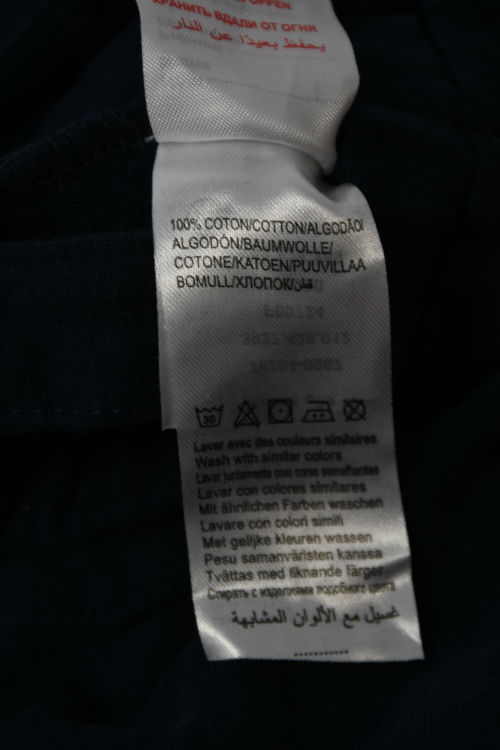 OPPEN
ХРАНИТЬ ВДАЛИ ОТ ОГНЯ
يحفظ بعيدًا عن النار
100% COTON/COTTON/ALGODÃO/
ALGODÓN/BAUMWOLLE/
COTONE/KATOEN/PUUVILLAA
BOMULL/ХЛОПОК/قطن
30
Laver avec des couleurs similaires
Wash with similar colors
Lavar juntamente com cores semelhantes
Lavar con colores similares
Mit ähnlichen Farben waschen
Lavare con colori simili
Met gelijke kleuren wassen
Pesu samanväristen kanssa
Tvättas med liknande färger
Стирать с изделиями подобного цвета
غسيل مع الألوان المشابهة